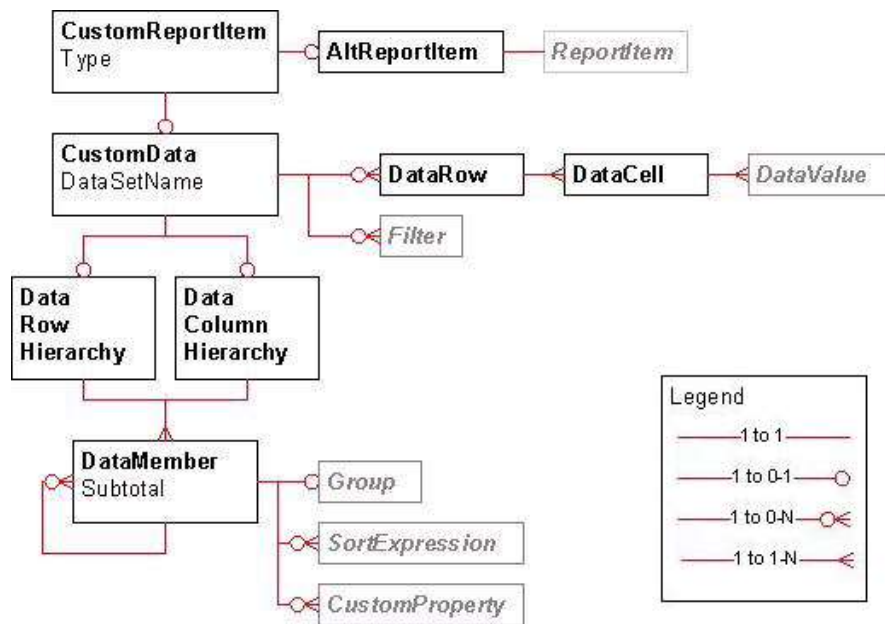 CustomReportItem
Type
AltReportItem
ReportItem
CustomData
DataSetName
DataRow
DataCell
DataValue
Filter
Data
Row
Hierarchy
Data
Column
Hierarchy
DataMember
Subtotal
Group
SortExpression
CustomProperty
Legend
1 to 1
1 to 0-1
1 to 0-N
1 to 1-N